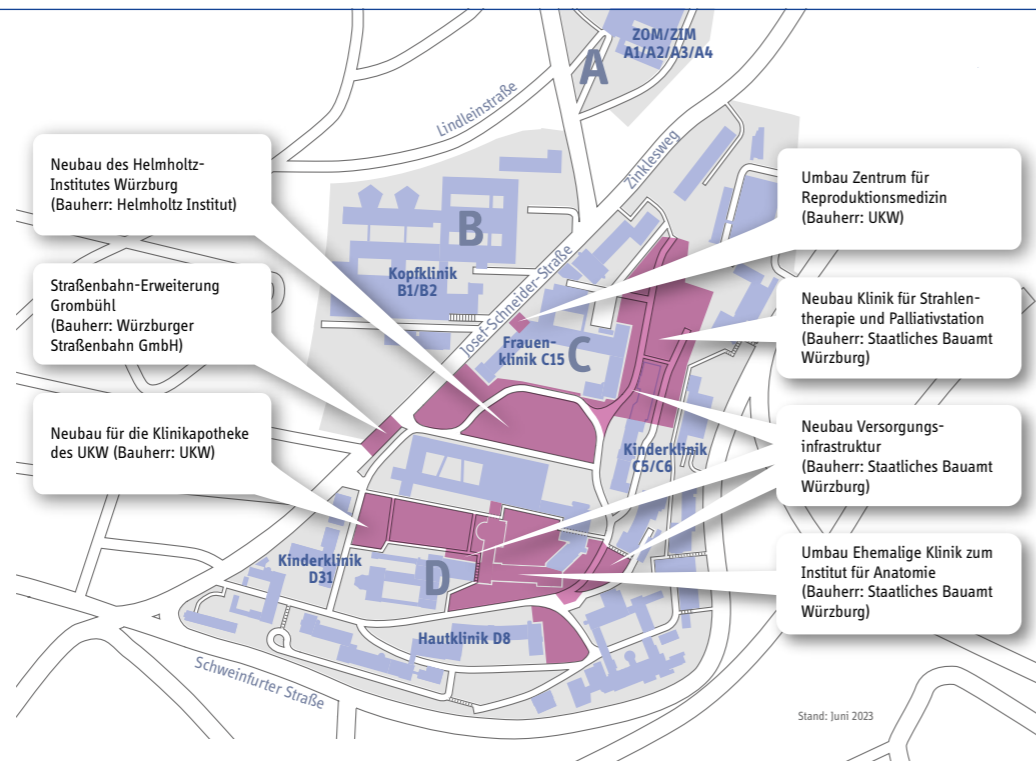 ZOM/ZIM
A1/A2/A3/A4
A
Lindleinstraße
Zinklesweg
Neubau des Helmholtz-
Institutes Würzburg
(Bauherr: Helmholtz Institut)
Umbau Zentrum für
Reproduktionsmedizin
(Bauherr: UKW)
B
Kopfklinik
B1/B2
Josef-Schneider-Straße
Straßenbahn-Erweiterung
Grombühl
(Bauherr: Würzburger
Straßenbahn GmbH)
Neubau Klinik für Strahlen-
therapie und Palliativstation
(Bauherr: Staatliches Bauamt
Würzburg)
Frauen-
klinik C15
C
Neubau für die Klinikapotheke
des UKW (Bauherr: UKW)
Kinderklinik
C5/C6
Neubau Versorgungs-
infrastruktur
(Bauherr: Staatliches Bauamt
Würzburg)
Kinderklinik
D31
D
Umbau Ehemalige Klinik zum
Institut für Anatomie
(Bauherr: Staatliches Bauamt
Würzburg)
Hautklinik D8
Schweinfurter Straße
Stand: Juni 2023